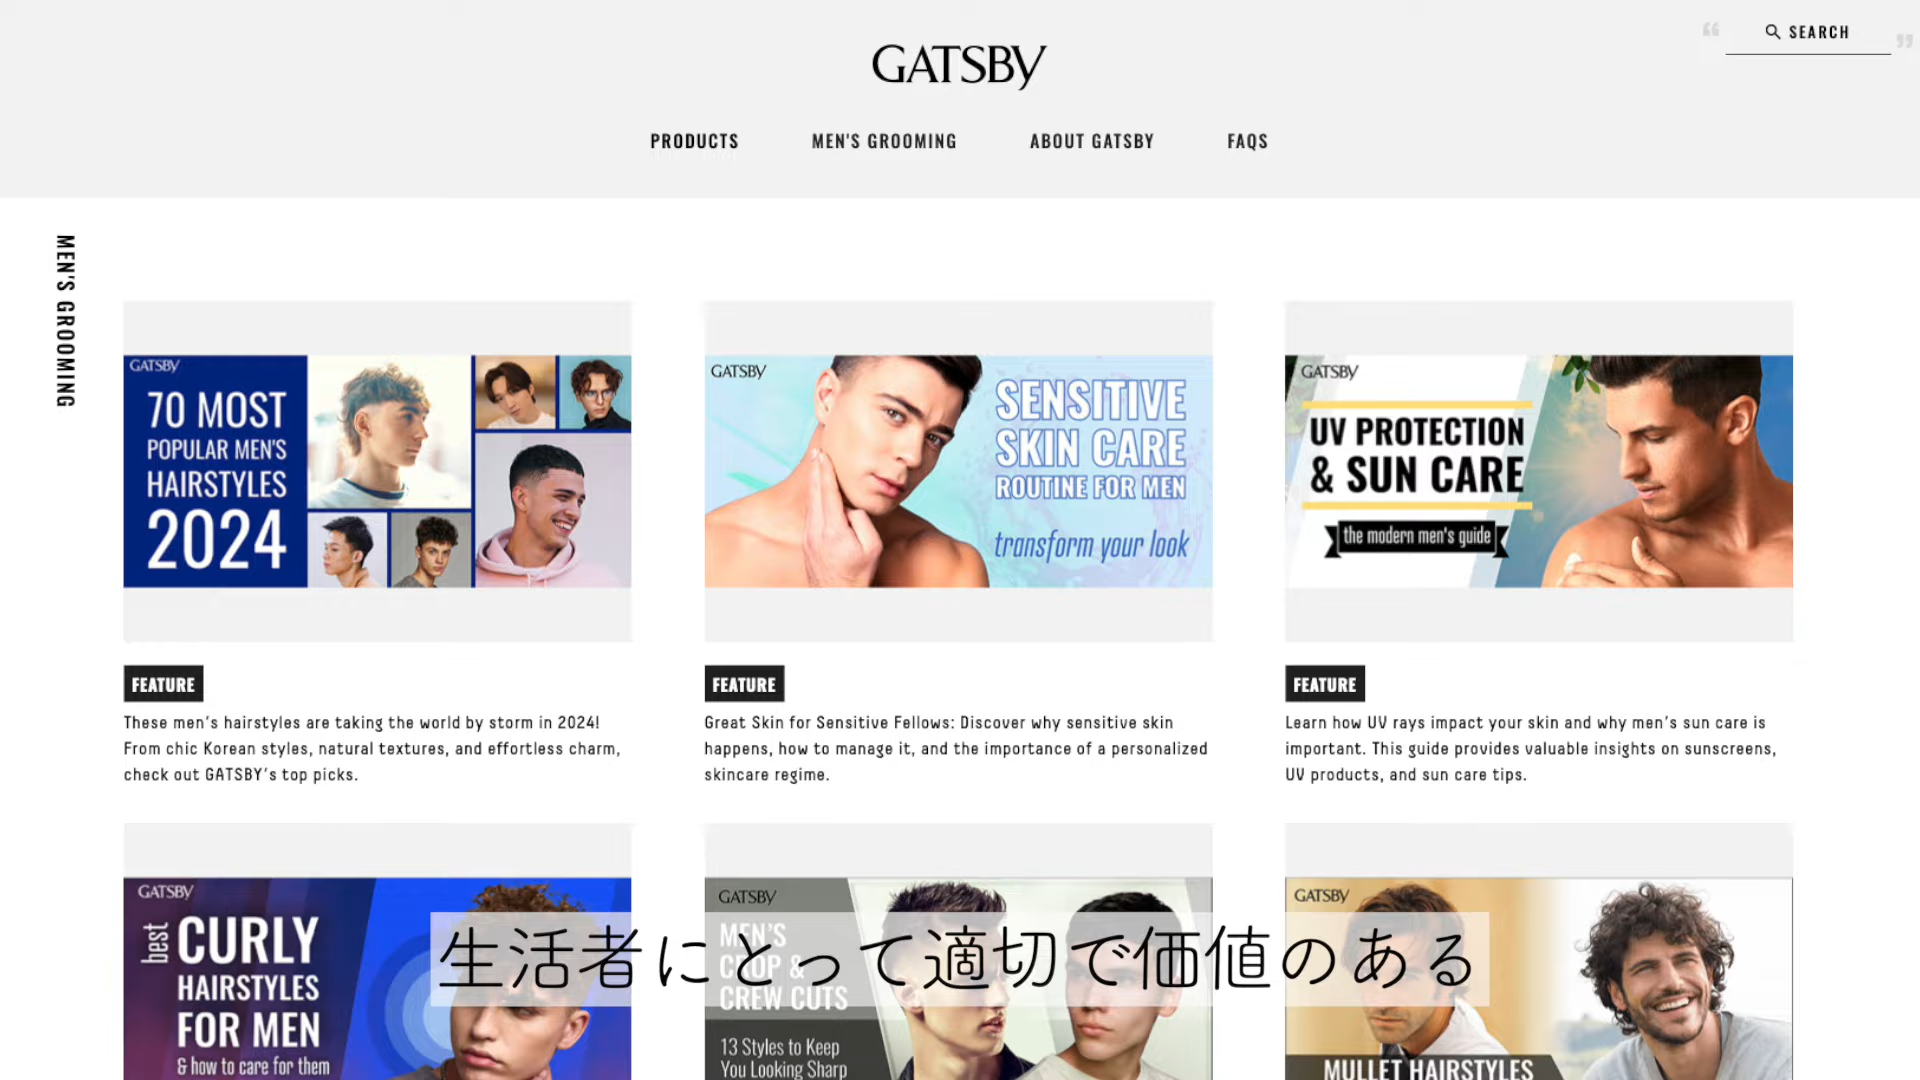 GATSBY
SEARCH
PRODUCTS
MEN'S GROOMING
ABOUT GATSBY
FAQS
MEN'S GROOMING
GATSBY
70 MOST
POPULAR MEN'S
HAIRSTYLES
2024
GATSBY
SENSITIVE
SKIN CARE
ROUTINE FOR MEN
transform your look
GATSBY
UV PROTECTION
& SUN CARE
the modern men's guide
FEATURE
These men's hairstyles are taking the world by storm in 2024!
From chic Korean styles, natural textures, and effortless charm,
check out GATSBY's top picks.
FEATURE
Great Skin for Sensitive Fellows: Discover why sensitive skin
happens, how to manage it, and the importance of a personalized
skincare regime.
FEATURE
Learn how UV rays impact your skin and why men's sun care is
important. This guide provides valuable insights on sunscreens,
UV products, and sun care tips.
GATSBY
best
CURLY
HAIRSTYLES
FOR MEN
& how to care for them
GATSBY
MEN'S
CROP &
CREW CUTS
13 Styles to Keep
You Looking Sharp
GATSBY
MULLET HAIRSTYLES
生活者にとって適切で価値のある